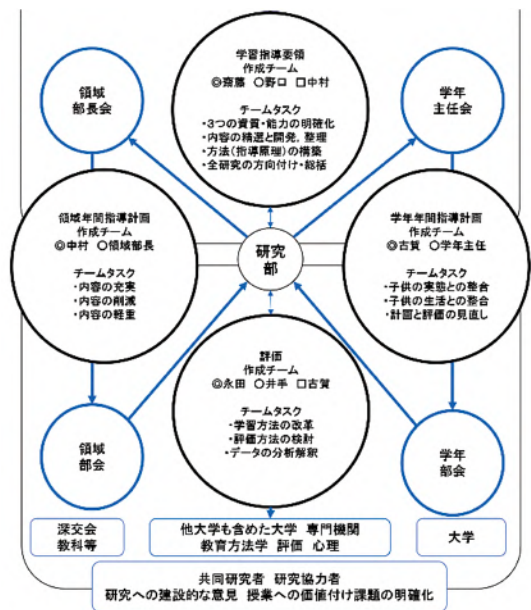 学習指導要領
作成チーム
◎齋藤 〇野口 □中村
チームタスク
・3つの資質・能力の明確化
・内容の精選と開発, 整理
・方法(指導原理)の構築
・全研究の方向付け・総括
領域
部長会
学年
主任会
領域年間指導計画
作成チーム
◎中村 〇領域部長
チームタスク
・内容の充実
・内容の削減
・内容の軽重
研究
部
学年年間指導計画
作成チーム
◎古賀 〇学年主任
チームタスク
・子供の実態との整合
・子供の生活との整合
・計画と評価の見直し
評価
作成チーム
◎永田 〇井手 □古賀
チームタスク
・学習方法の改革
・評価方法の検討
・データの分析解釈
領域
部会
学年
部会
深交会
教科等
他大学も含めた大学 専門機関
教育方法学 評価 心理
大学
共同研究者 研究協力者
研究への建設的な意見 授業への価値付け課題の明確化